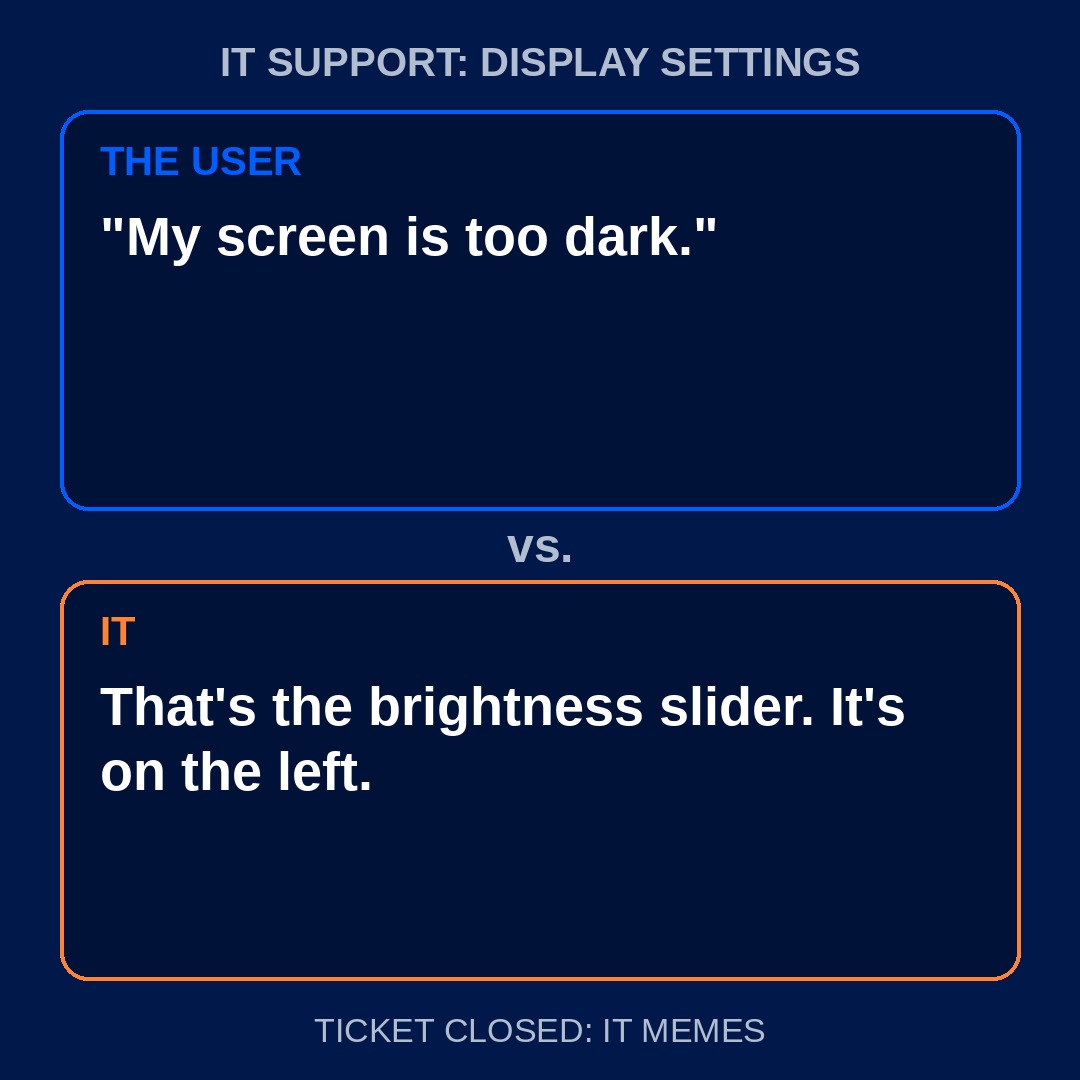 IT SUPPORT: DISPLAY SETTINGS
THE USER
"My screen is too dark."
vs.
IT
That's the brightness slider. It's
on the left.
TICKET CLOSED: IT MEMES